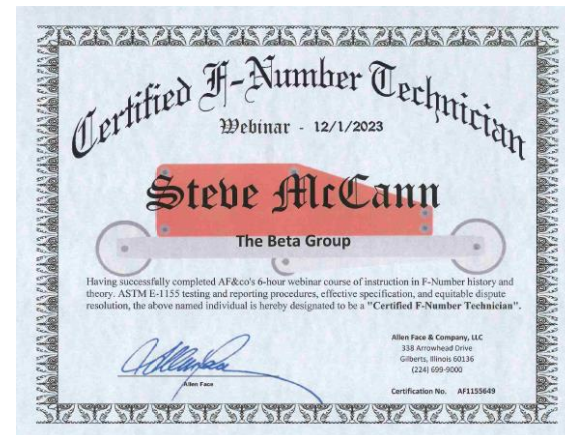 Certified F-Number Technician
Webinar - 12/1/2023
Steve McCann
The Beta Group
Having successfully completed AF&co's 6-hour webinar course of instruction in F-Number history and
theory. ASTM E-1155 testing and reporting procedures, effective specification, and equitable dispute
resolution, the above named individual is hereby designated to be a "Certified F-Number Technician".
Allen Face & Company, LLC
338 Arrowhead Drive
Gilberts, Illinois 60136
(224) 699-9000
Allen Face
Certification No. AF1155649